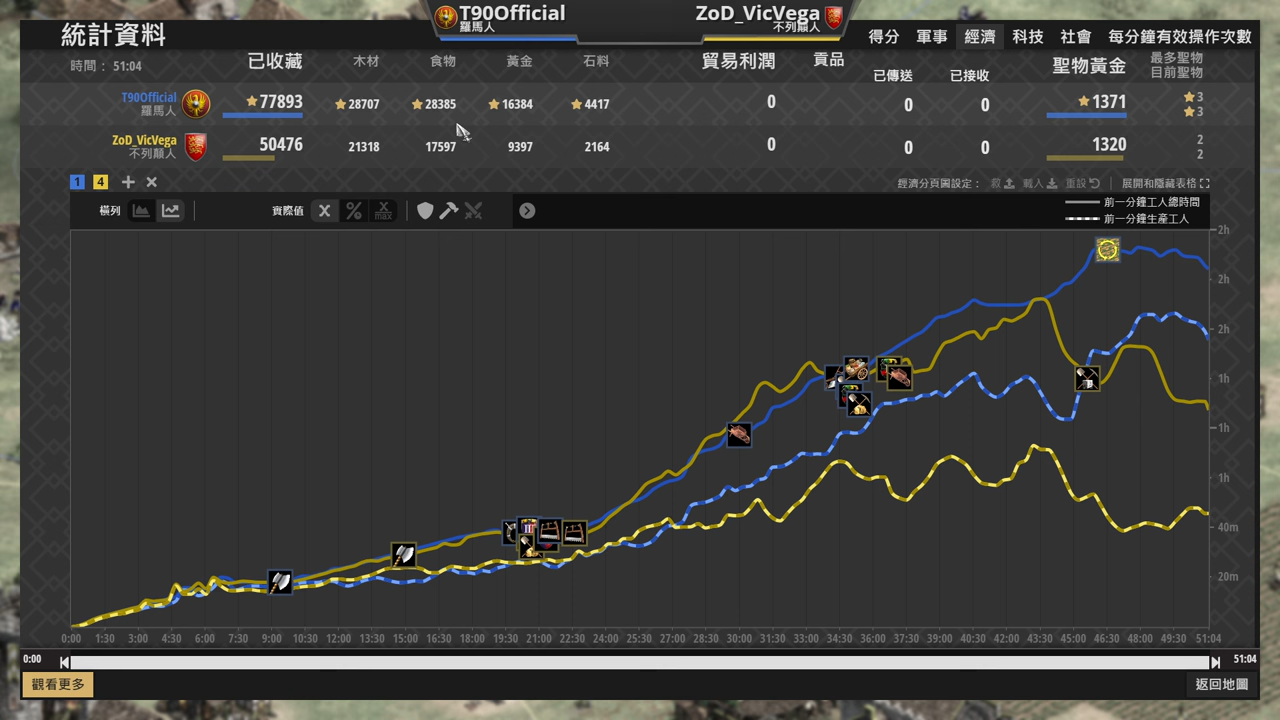 T90Official
羅馬人
ZoD_VicVega
不列顛人
統計資料
得分 軍事 經濟 科技 社會 每分鐘有效操作次數
時間： 51:04
已收藏 木材 食物 黃金 石料 貿易利潤 貢品 已傳送 已接收 聖物黃金 最多聖物 目前聖物
T90Official
羅馬人
77893 28707 28385 16384 4417 0 0 0 1371 3
3
ZoD_VicVega
不列顛人
50476 21318 17597 9397 2164 0 0 0 1320 2
2
1 4
經濟分頁圖設定： 載入 重設 展開和隱藏表格
橫列 實際值 X % X max
前一分鐘工人總時間
前一分鐘生產工人
2h
2h
2h
1h
1h
1h
40m
20m
0:00 1:30 3:00 4:30 6:00 7:30 9:00 10:30 12:00 13:30 15:00 16:30 18:00 19:30 21:00 22:30 24:00 25:30 27:00 28:30 30:00 31:30 33:00 34:30 36:00 37:30 39:00 40:30 42:00 43:30 45:00 46:30 48:00 49:30 51:04
0:00 51:04
觀看更多
返回地圖